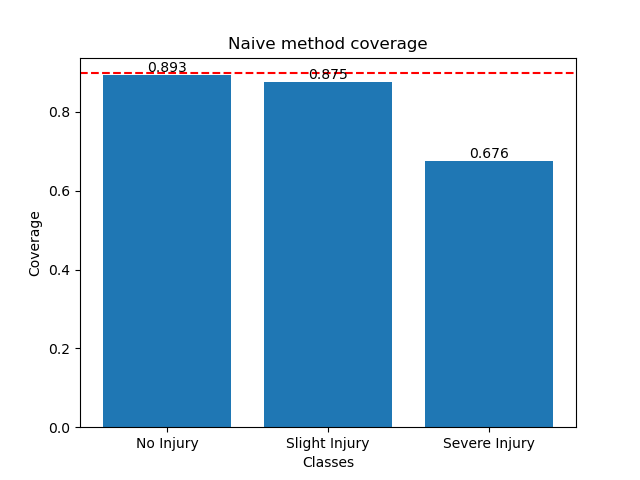 Naive method coverage
0.893
0.875
0.676
0.8
0.6
0.4
0.2
0.0
Coverage
No Injury
Slight Injury
Severe Injury
Classes